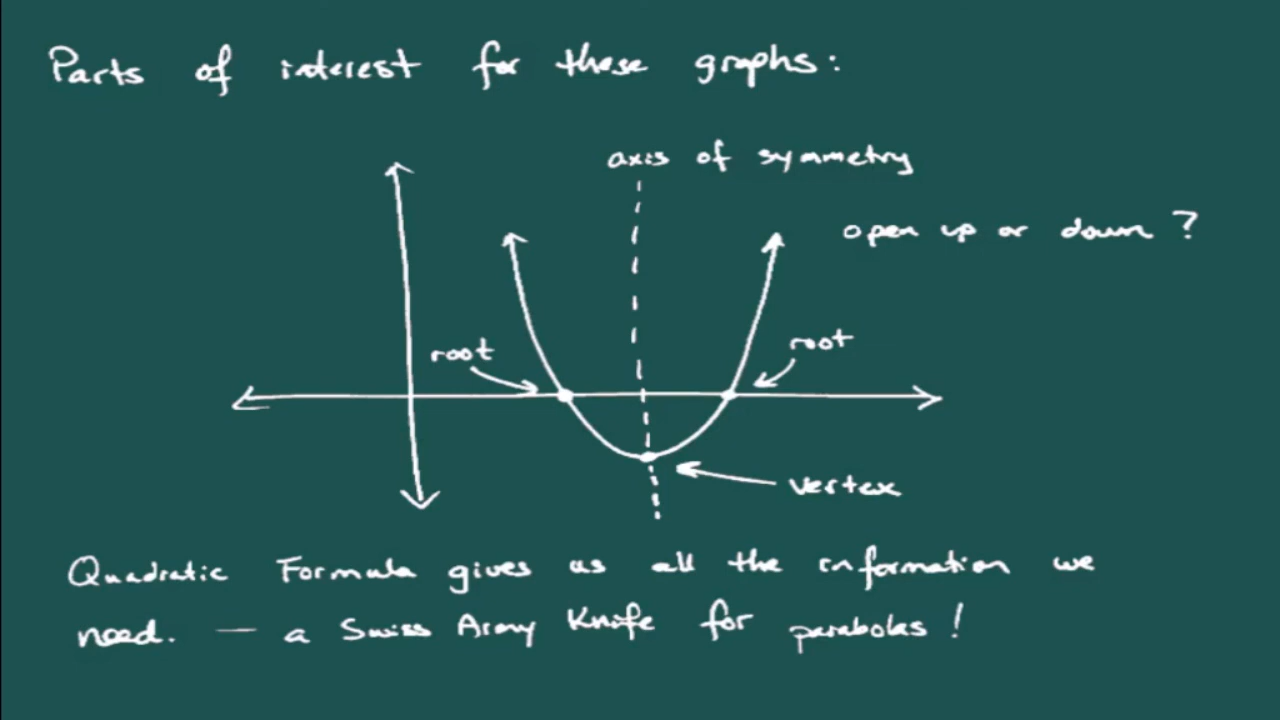 Parts of interest for these graphs:
axis of symmetry
open up or down?
root
root
vertex
Quadratic Formula gives us all the information we
need. — a Swiss Army Knife for parabolas!